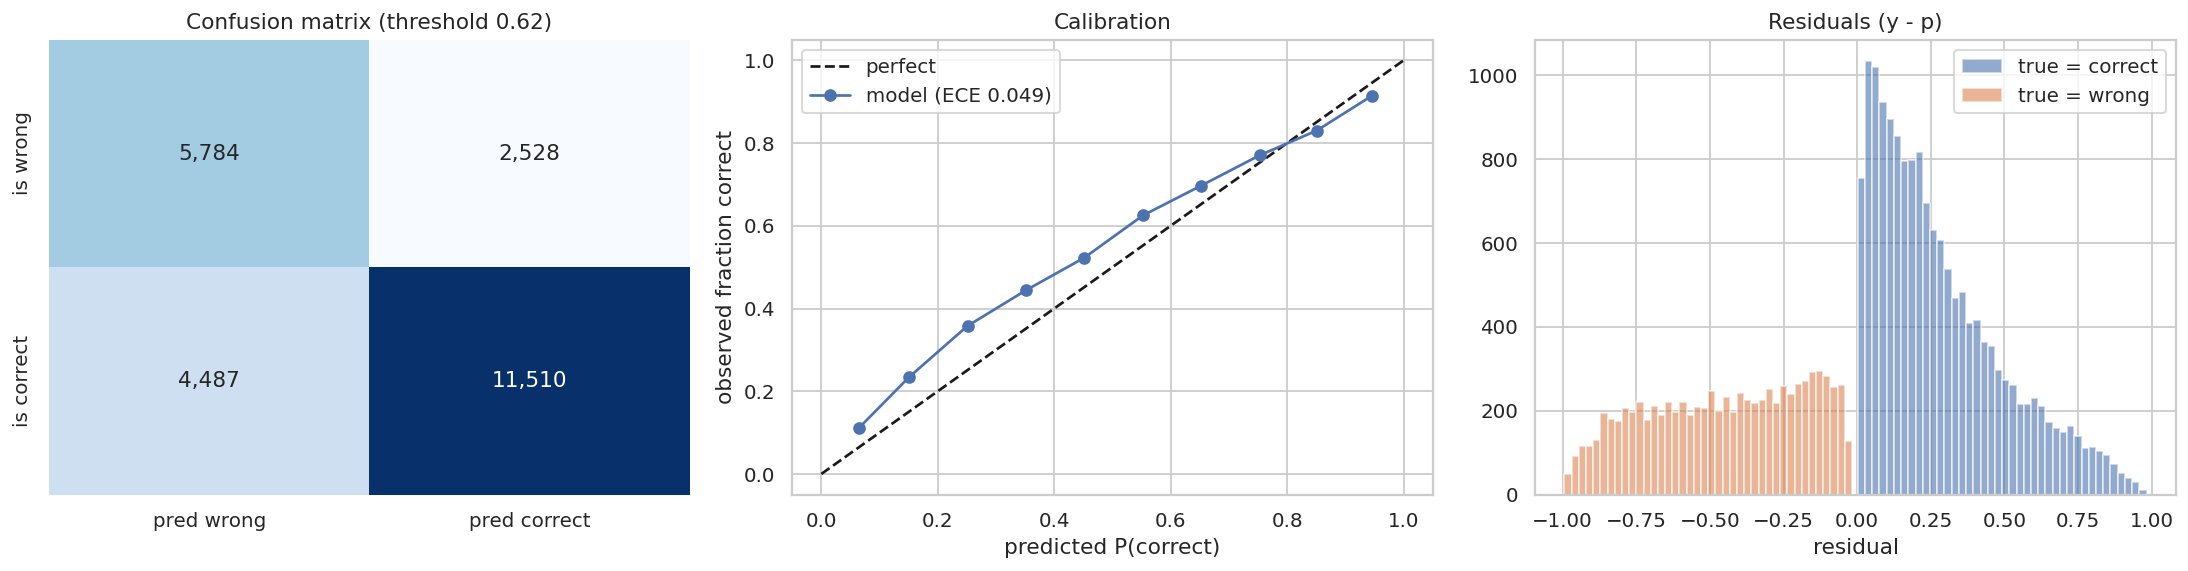 Confusion matrix (threshold 0.62)
is wrong
5,784
2,528
is correct
4,487
11,510
pred wrong
pred correct
Calibration
perfect
model (ECE 0.049)
observed fraction correct
1.0
0.8
0.6
0.4
0.2
0.0
0.0
0.2
0.4
0.6
0.8
1.0
predicted P(correct)
Residuals (y - p)
true = correct
true = wrong
1000
800
600
400
200
0
−1.00
−0.75
−0.50
−0.25
0.00
0.25
0.50
0.75
1.00
residual